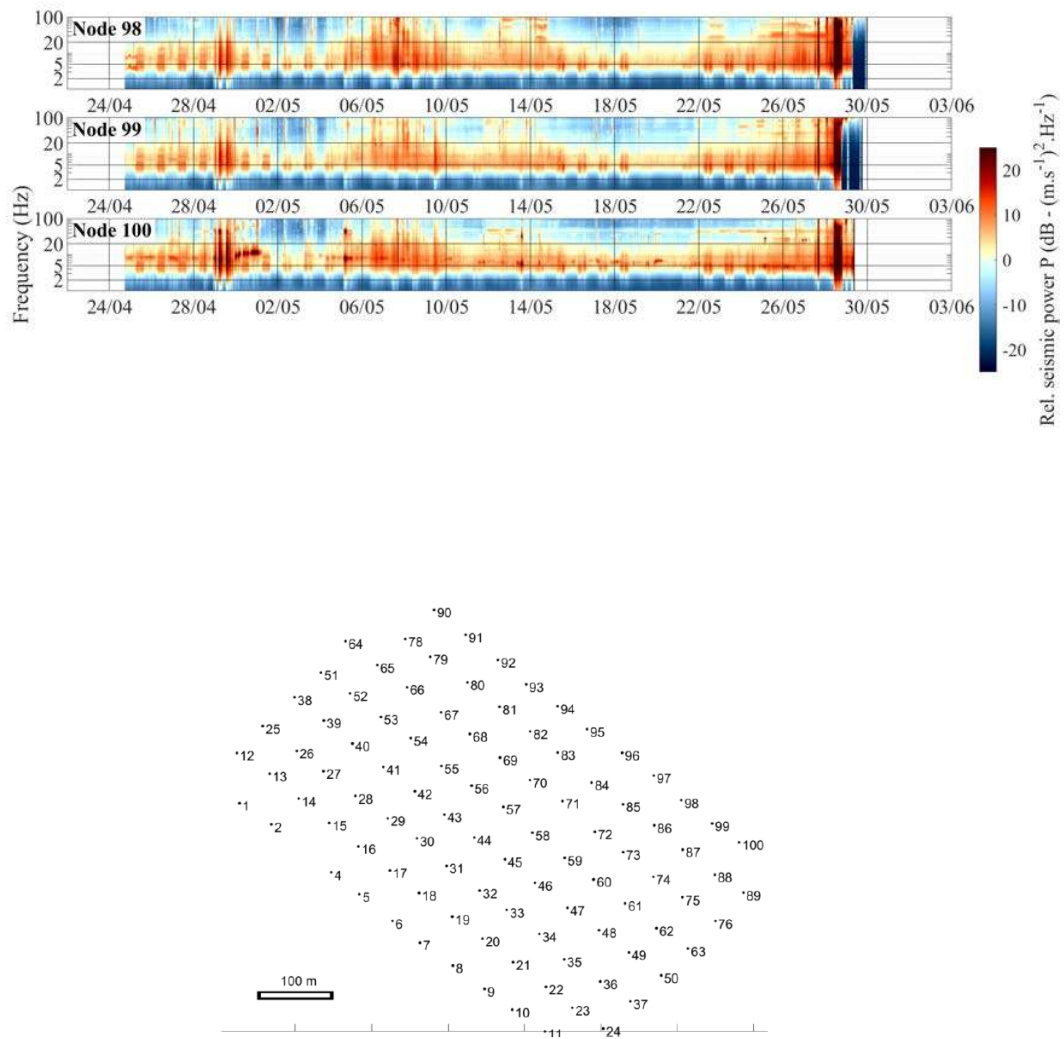 100
Node 98
20
5
2
24/04 28/04 02/05 06/05 10/05 14/05 18/05 22/05 26/05 30/05 03/06
100
Node 99
20
5
2
24/04 28/04 02/05 06/05 10/05 14/05 18/05 22/05 26/05 30/05 03/06
100
Node 100
20
5
2
24/04 28/04 02/05 06/05 10/05 14/05 18/05 22/05 26/05 30/05 03/06
Frequency (Hz)
20
10
0
-10
-20
Rel. seismic power P (dB - (m.s⁻¹)².Hz⁻¹)
90
64 78 91
65 79 92
51 52 66 80 93
38 39 53 67 81 94
25 26 40 54 68 82 95
12 13 27 41 55 69 83 96
1 14 28 42 56 70 84 97
2 15 29 43 57 71 85 98
16 30 44 58 72 86 99
4 17 31 45 59 73 87 100
5 18 32 46 60 74 88
6 19 33 47 61 75 89
7 20 34 48 62 76
8 21 35 49 63
9 22 36 50
10 23 37
11 24
100 m